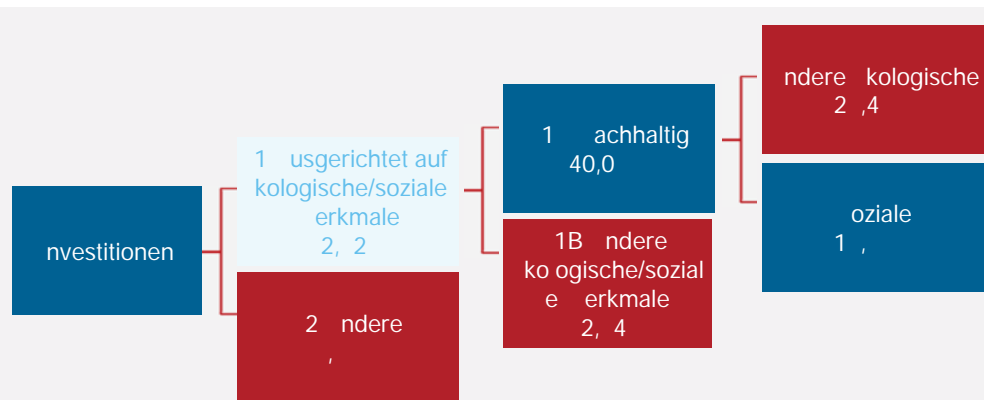 nvestitionen
1 usgerichtet auf
kologische/soziale
erkmale
2, 2
2 ndere
,
1 achhaltig
40,0
1B ndere
ko ogische/sozial
e erkmale
2, 4
ndere kologische
2 ,4
oziale
1 ,